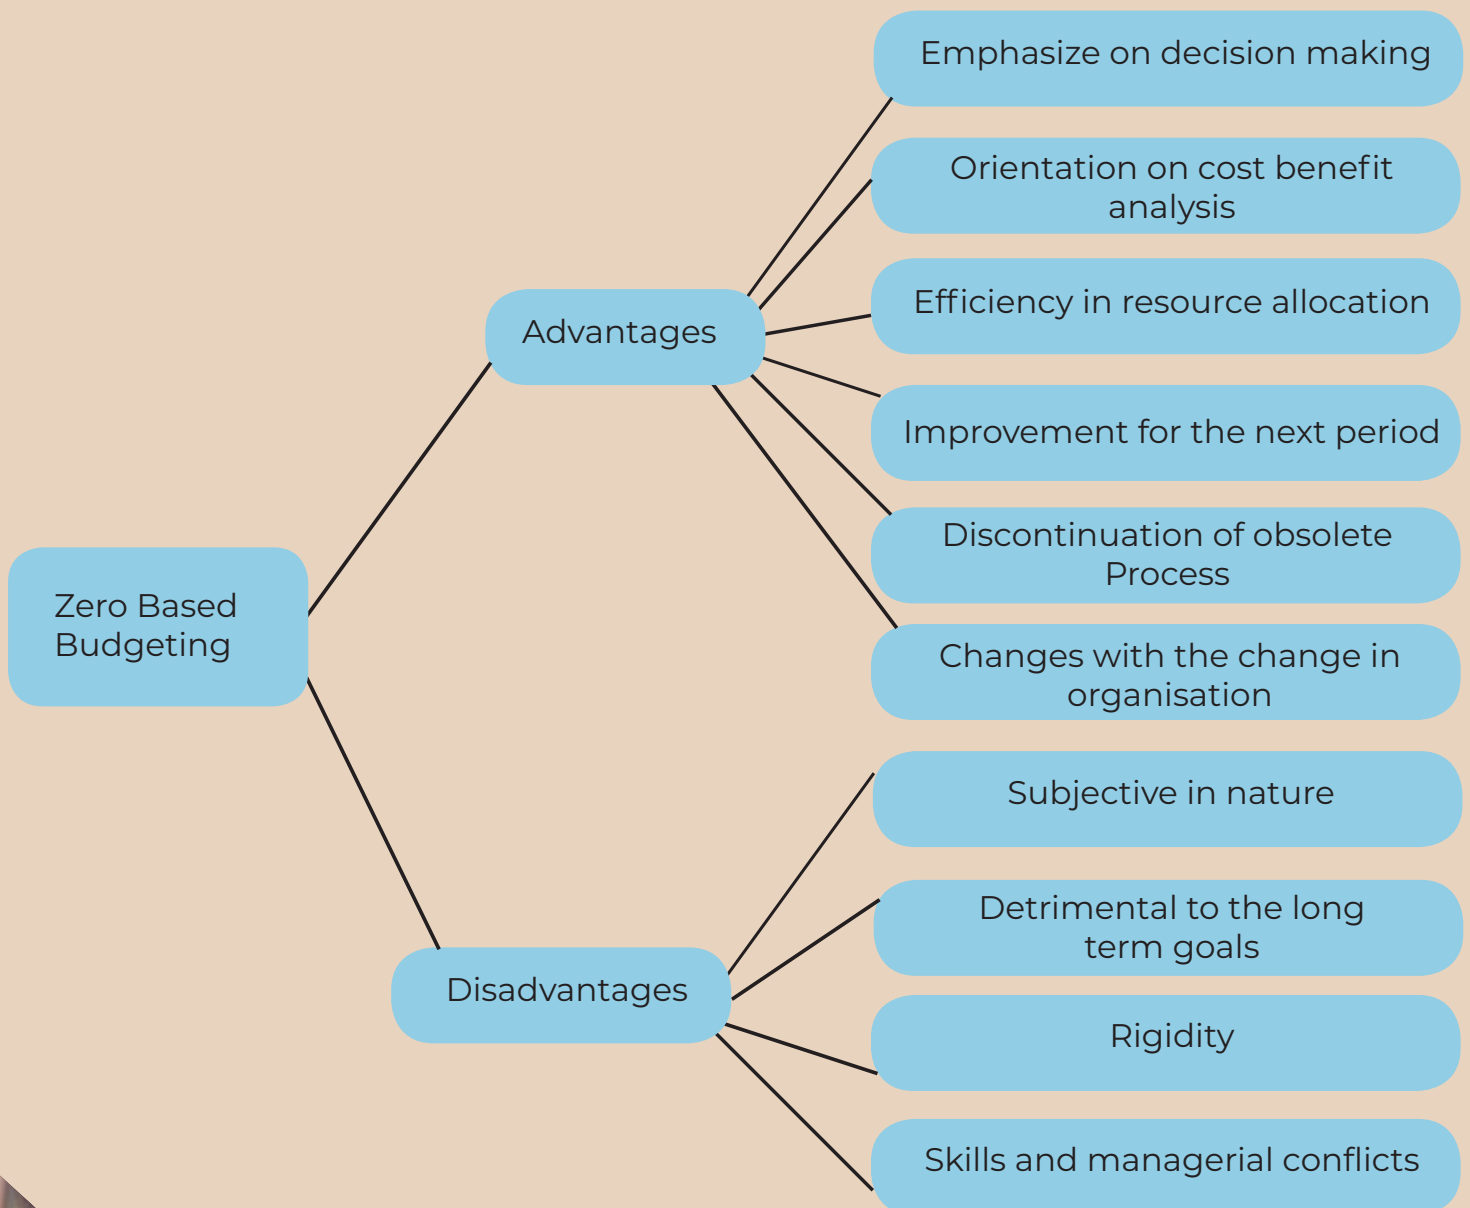 Emphasize on decision making
Orientation on cost benefit
analysis
Efficiency in resource allocation
Advantages
Improvement for the next period
Discontinuation of obsolete
Process
Zero Based
Budgeting
Changes with the change in
organisation
Subjective in nature
Detrimental to the long
term goals
Disadvantages
Rigidity
Skills and managerial conflicts